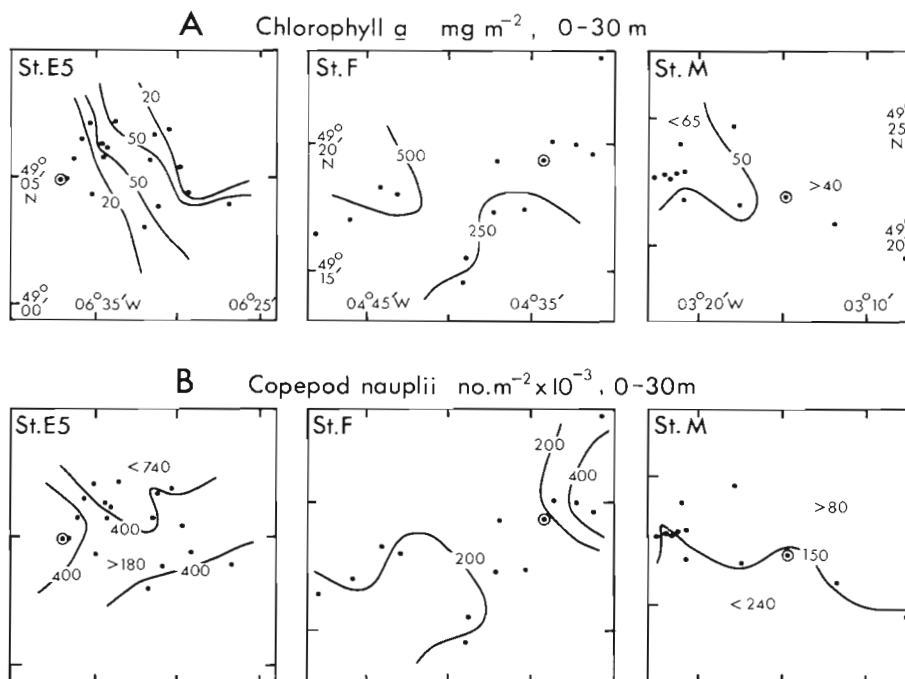 A Chlorophyll a mg m⁻², 0–30 m
St. E5
20
50
50
20
49° 05′ N
49° 00′
06°35′W
06°25′
St. F
500
250
49° 20′ N
49° 15′
04°45′W
04°35′
St. M
<65
50
>40
49° 25′ N
49° 20′
03°20′W
03°10′
B Copepod nauplii no.m⁻² x 10⁻³, 0–30m
St. E5
<740
400
>180
400
400
St. F
200
400
200
St. M
>80
150
<240